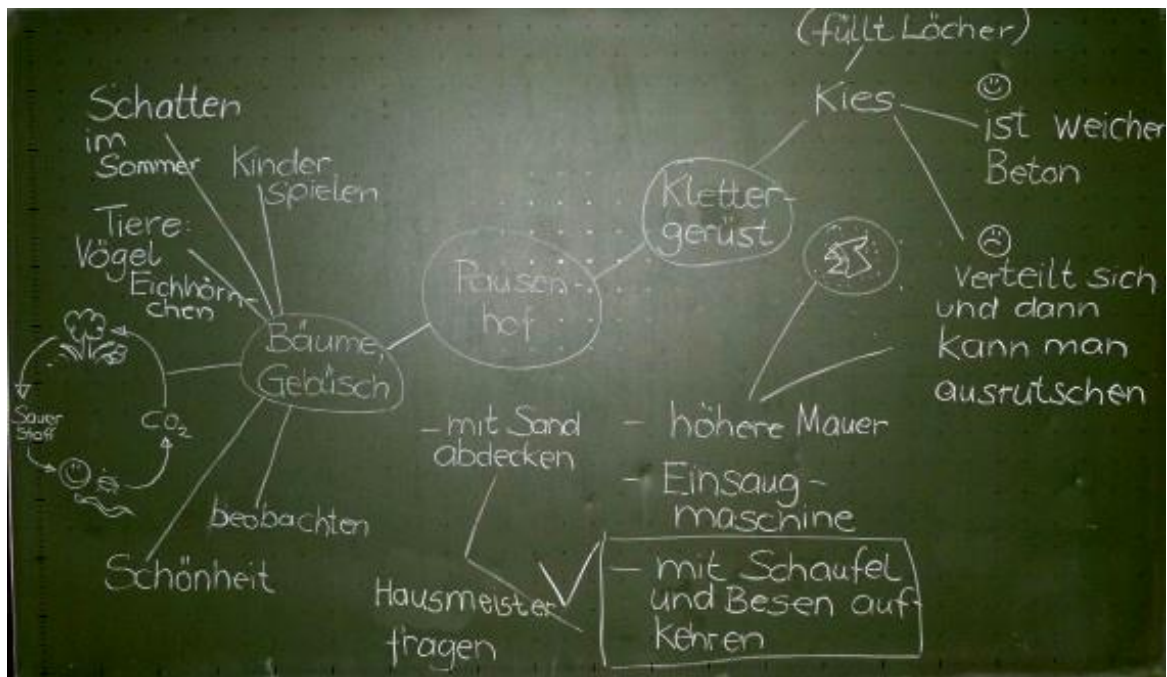 (füllt Löcher)
Kies
ist weicher
Beton
Kletter-
gerüst
verteilt sich
und dann
kann man
ausrutschen
Schatten
im
Sommer
Kinder
spielen
Tiere:
Vögel
Eichhörn-
chen
Pausen-
hof
Bäume,
Gebüsch
Sauer
stoff
CO₂
beobachten
Schönheit
- mit Sand
abdecken
Hausmeister
fragen
- höhere Mauer
- Einsaug-
maschine
- mit Schaufel
und Besen auf-
kehren